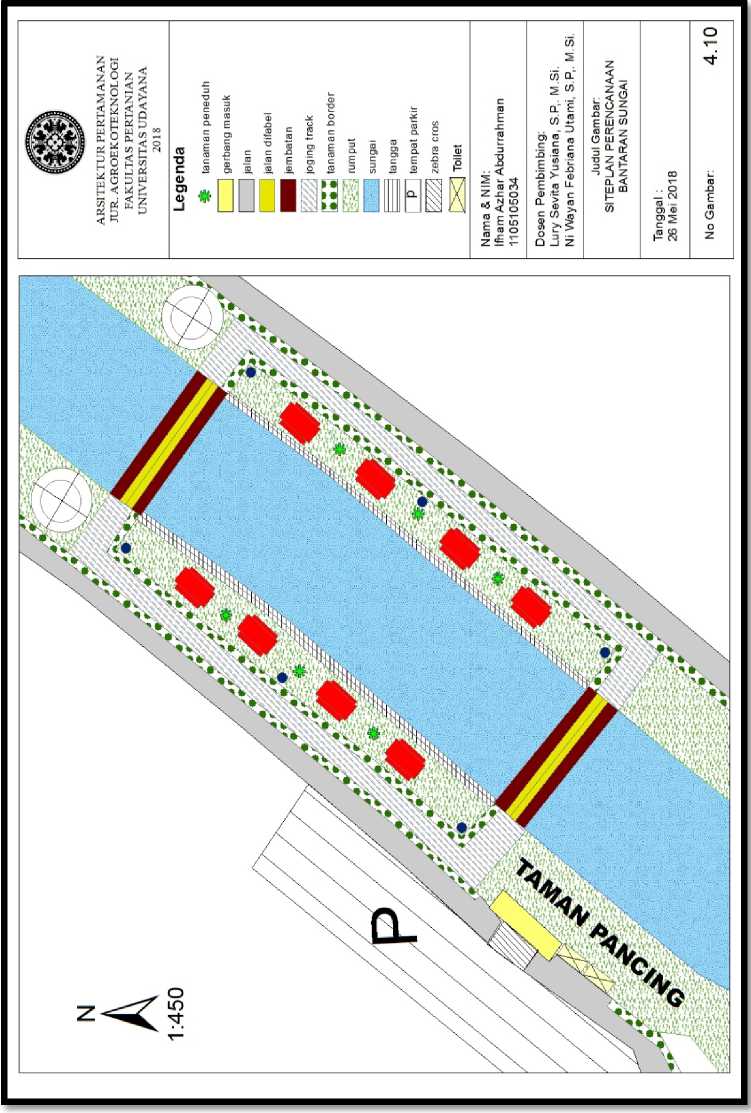 ARSITEKTUR PERTAMANAN
JUR. AGROEKOTEKNOLOGI
FAKULTAS PERTANIAN
UNIVERSITAS UDAYANA
2018
Legenda
tanaman peneduh
gerbang masuk
jalan
jalan difabel
jembatan
joging track
tanaman border
rumput
sungai
tangga
P tempat parkir
zebra cros
Toilet
Nama & NIM:
Ifham Azhar Abdurrahman
1105105034
Dosen Pembimbing:
Lury Sevita Yusiana, S.P,. M.Si.
Ni Wayan Febriana Utami, S.P,. M.Si.
Judul Gambar:
SITEPLAN PERENCANAAN
BANTARAN SUNGAI
Tanggal :
26 Mei 2018
No Gambar:
4.10
N
1:450
P
TAMAN PANCING